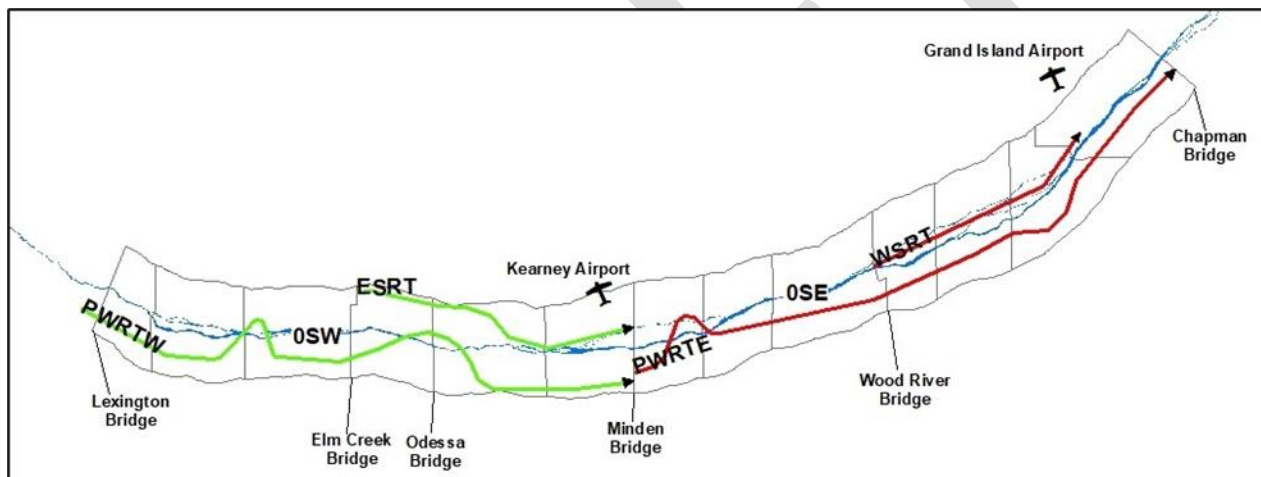 Grand Island Airport
Chapman
Bridge
WSRT
Kearney Airport
ESRT
0SE
PWRTW
0SW
PWRTE
Wood River
Bridge
Lexington
Bridge
Elm Creek
Bridge
Odessa
Bridge
Minden
Bridge